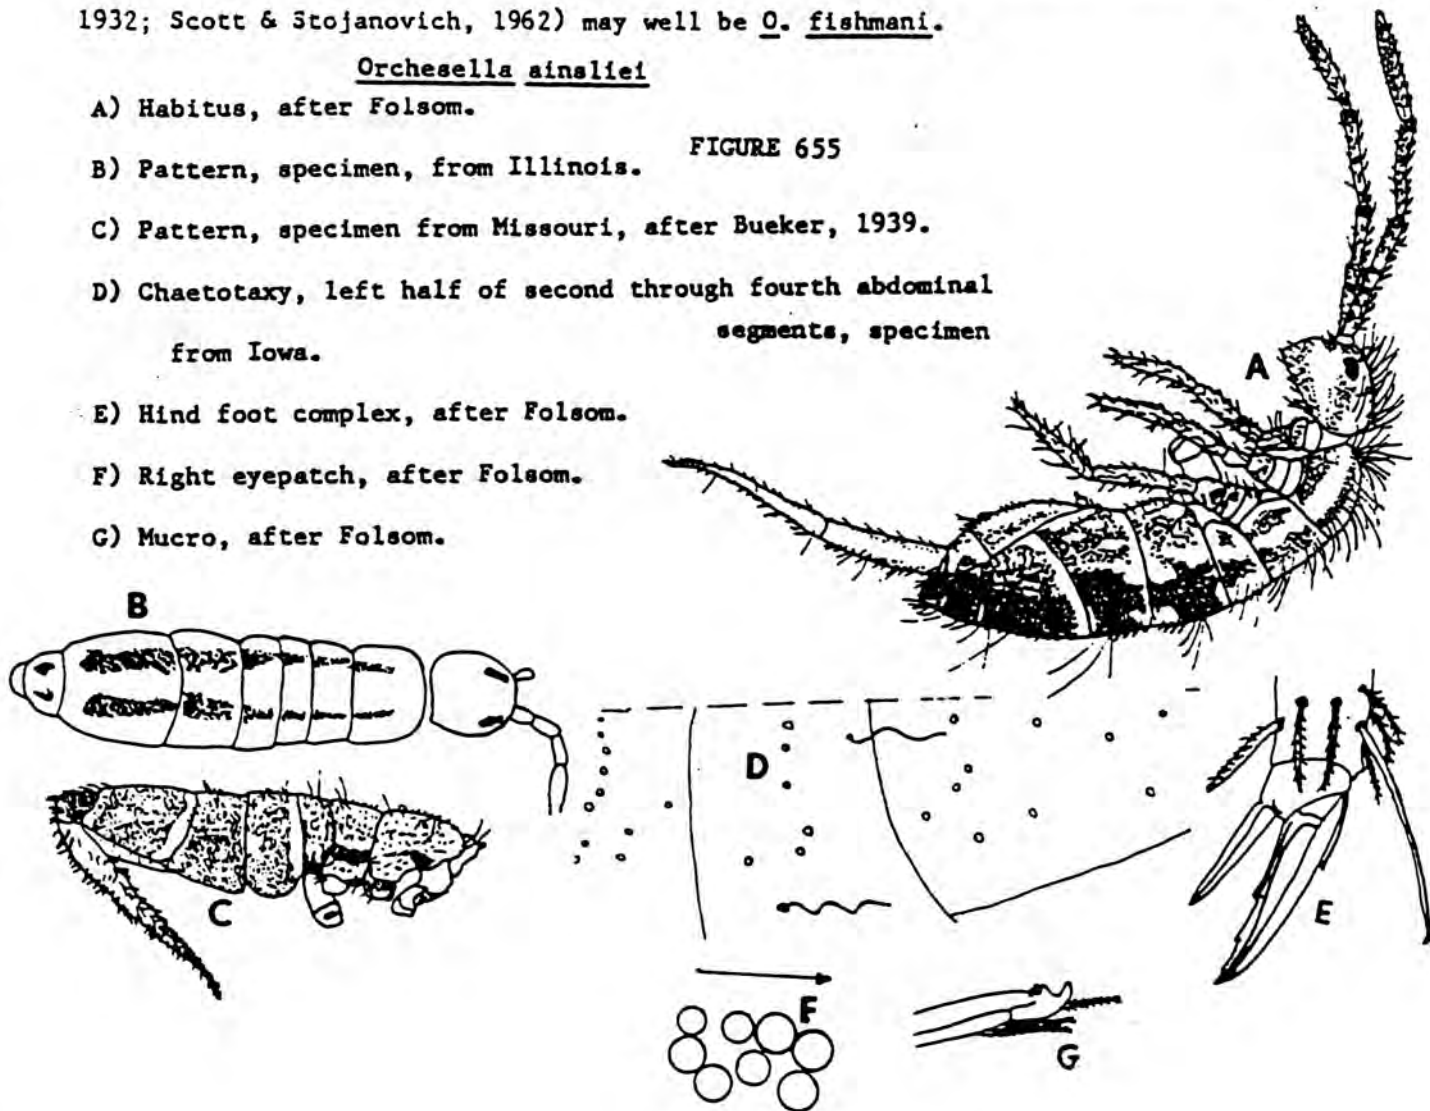 1932; Scott & Stojanovich, 1962) may well be O. fishmani.
Orchesella ainsliei
A) Habitus, after Folsom.
FIGURE 655
B) Pattern, specimen, from Illinois.
C) Pattern, specimen from Missouri, after Bueker, 1939.
D) Chaetotaxy, left half of second through fourth abdominal
segments, specimen
from Iowa.
E) Hind foot complex, after Folsom.
F) Right eyepatch, after Folsom.
G) Mucro, after Folsom.
A
B
D
C
E
F
G